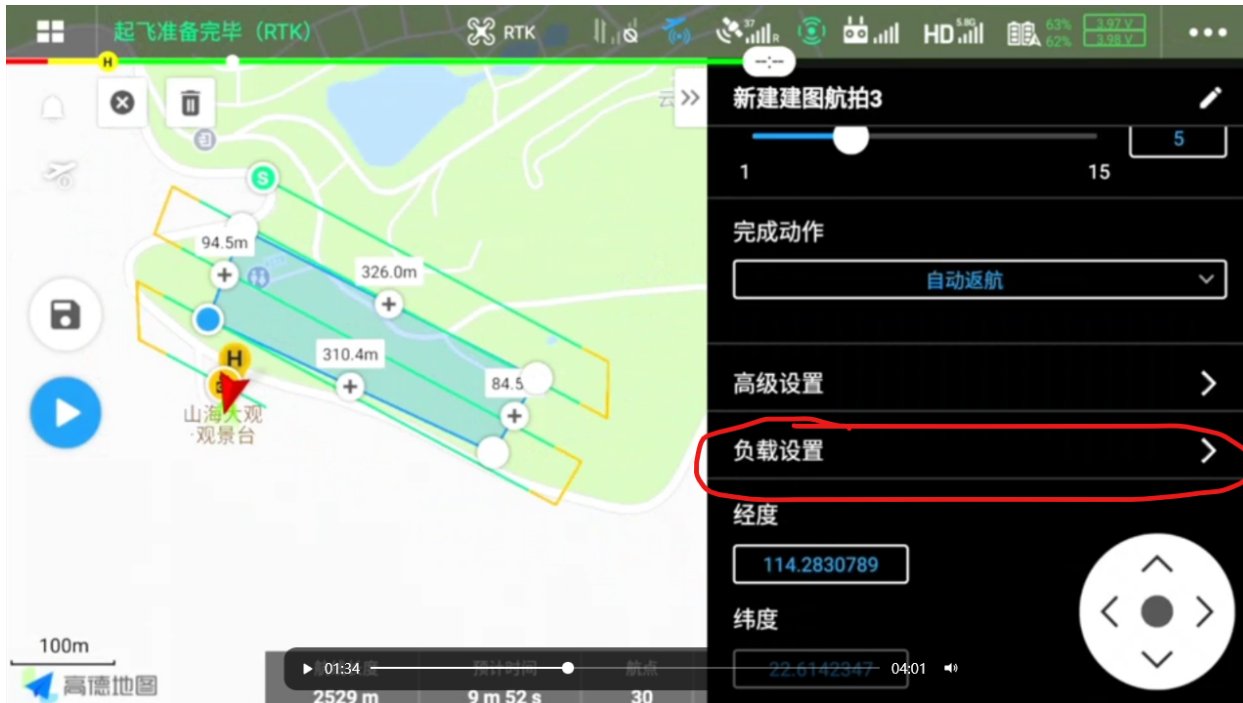 起飞准备完毕（RTK）
RTK
37
R
HD
5.8G
63%
62%
3.97 V
3.98 V
H
--:--
云
S
94.5m
326.0m
310.4m
84.5
H
山海大观
·观景台
100m
高德地图
预计时间
航点
2529 m
9 m 52 s
30
01:34
04:01
新建建图航拍3
5
1
15
完成动作
自动返航
高级设置
负载设置
经度
114.2830789
纬度
22.6142347